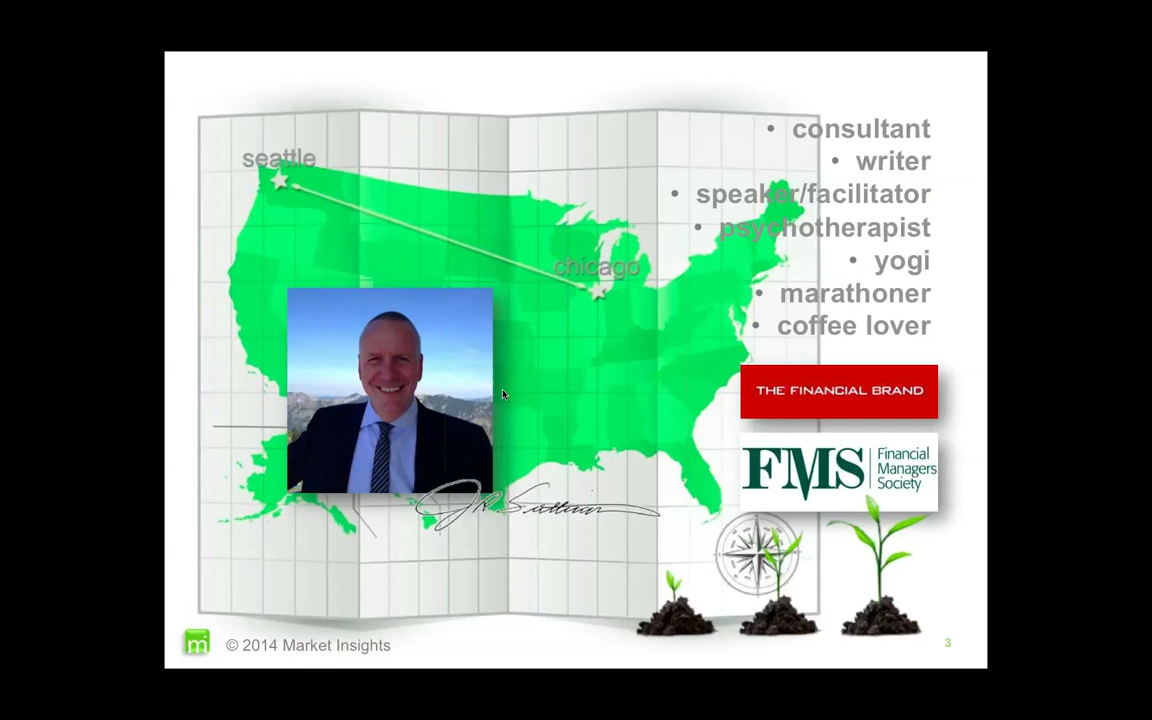 seattle
chicago
• consultant
• writer
• speaker/facilitator
• psychotherapist
• yogi
• marathoner
• coffee lover
THE FINANCIAL BRAND
FMS Financial
Managers
Society
mi
© 2014 Market Insights
3